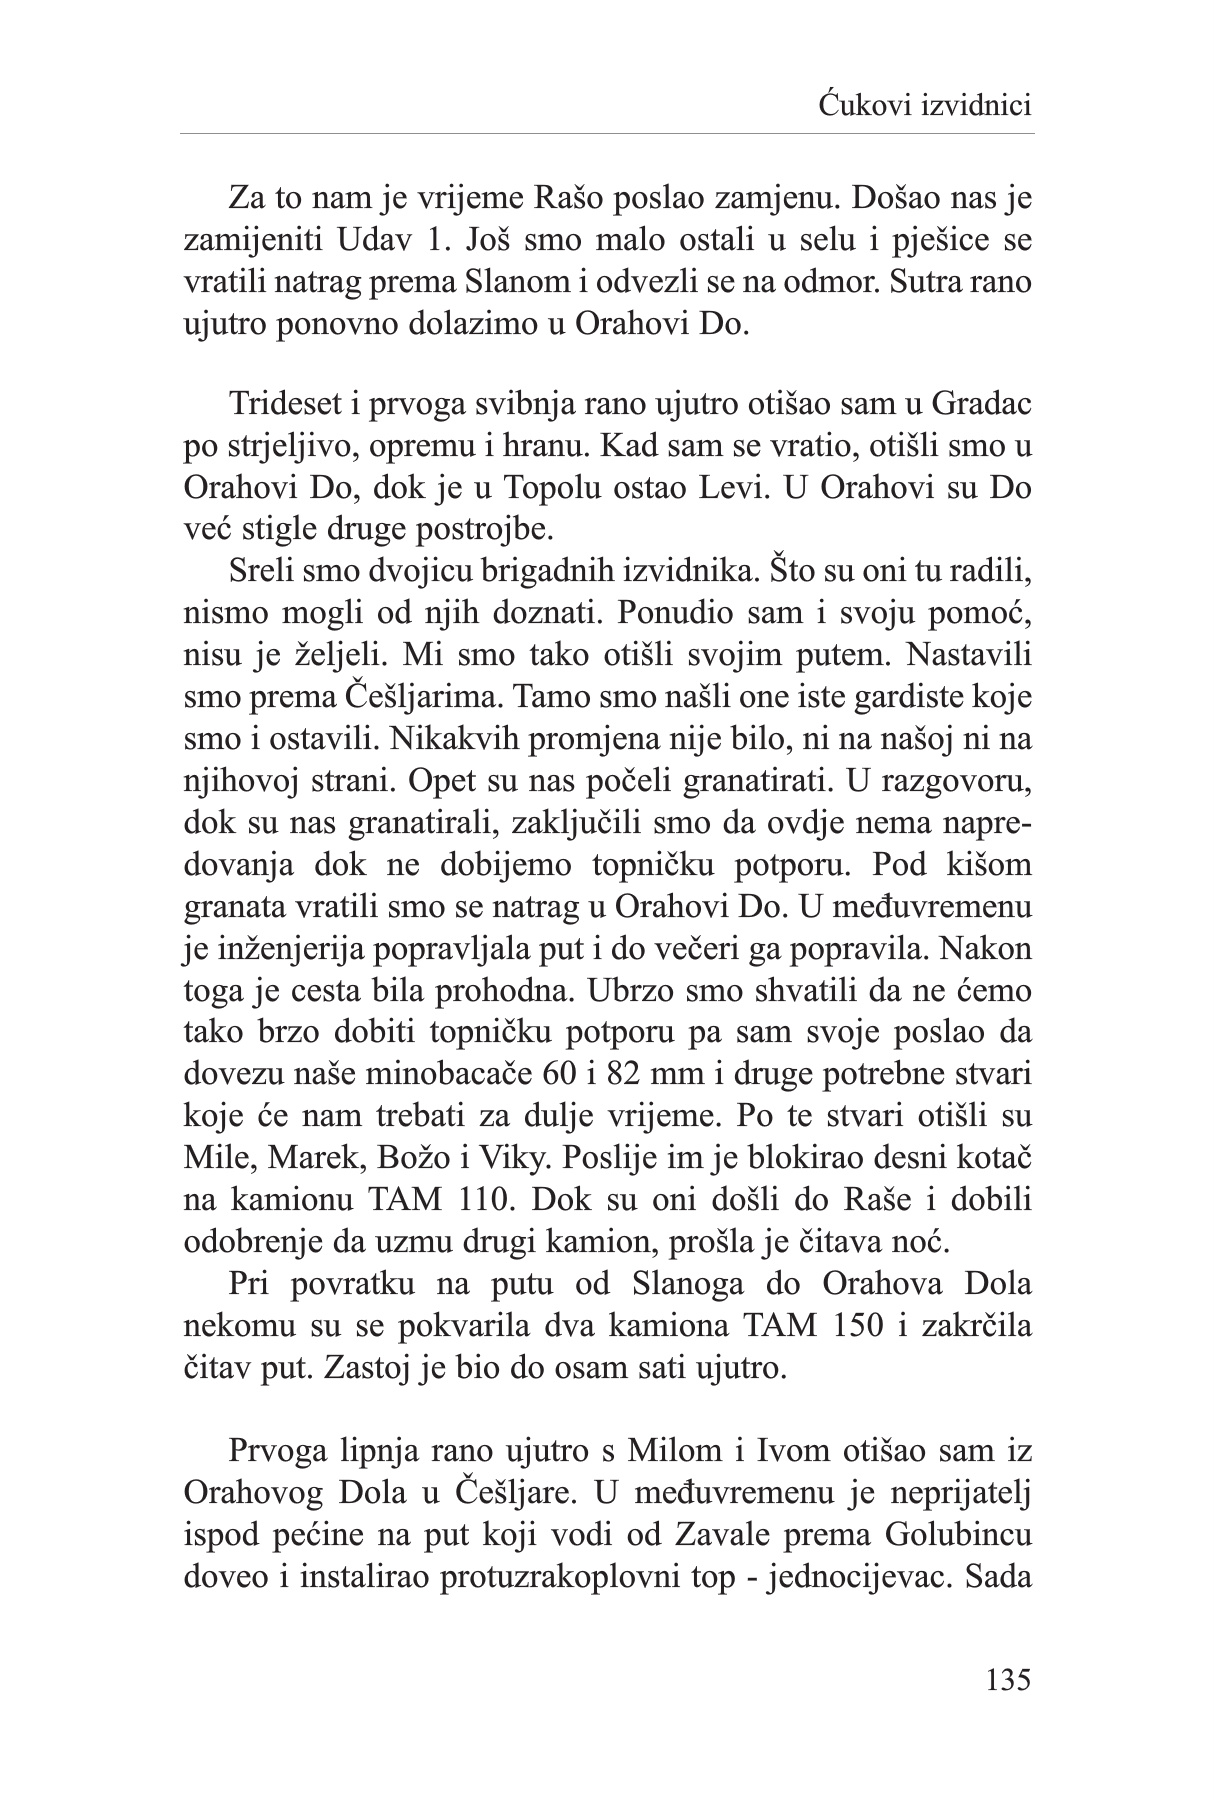 Ćukovi izvidnici
Za to nam je vrijeme Rašo poslao zamjenu. Došao nas je
zamijeniti Udav 1. Još smo malo ostali u selu i pješice se
vratili natrag prema Slanom i odvezli se na odmor. Sutra rano
ujutro ponovno dolazimo u Orahovi Do.
Trideset i prvoga svibnja rano ujutro otišao sam u Gradac
po strjeljivo, opremu i hranu. Kad sam se vratio, otišli smo u
Orahovi Do, dok je u Topolu ostao Levi. U Orahovi su Do
već stigle druge postrojbe.
Sreli smo dvojicu brigadnih izvidnika. Što su oni tu radili,
nismo mogli od njih doznati. Ponudio sam i svoju pomoć,
nisu je željeli. Mi smo tako otišli svojim putem. Nastavili
smo prema Češljarima. Tamo smo našli one iste gardiste koje
smo i ostavili. Nikakvih promjena nije bilo, ni na našoj ni na
njihovoj strani. Opet su nas počeli granatirati. U razgovoru,
dok su nas granatirali, zaključili smo da ovdje nema napre-
dovanja dok ne dobijemo topničku potporu. Pod kišom
granata vratili smo se natrag u Orahovi Do. U međuvremenu
je inženjerija popravljala put i do večeri ga popravila. Nakon
toga je cesta bila prohodna. Ubrzo smo shvatili da ne ćemo
tako brzo dobiti topničku potporu pa sam svoje poslao da
dovezu naše minobacače 60 i 82 mm i druge potrebne stvari
koje će nam trebati za dulje vrijeme. Po te stvari otišli su
Mile, Marek, Božo i Viky. Poslije im je blokirao desni kotač
na kamionu TAM 110. Dok su oni došli do Raše i dobili
odobrenje da uzmu drugi kamion, prošla je čitava noć.
Pri povratku na putu od Slanoga do Orahova Dola
nekomu su se pokvarila dva kamiona TAM 150 i zakrčila
čitav put. Zastoj je bio do osam sati ujutro.
Prvoga lipnja rano ujutro s Milom i Ivom otišao sam iz
Orahovog Dola u Češljare. U međuvremenu je neprijatelj
ispod pećine na put koji vodi od Zavale prema Golubincu
doveo i instalirao protuzrakoplovni top - jednocijevac. Sada
135